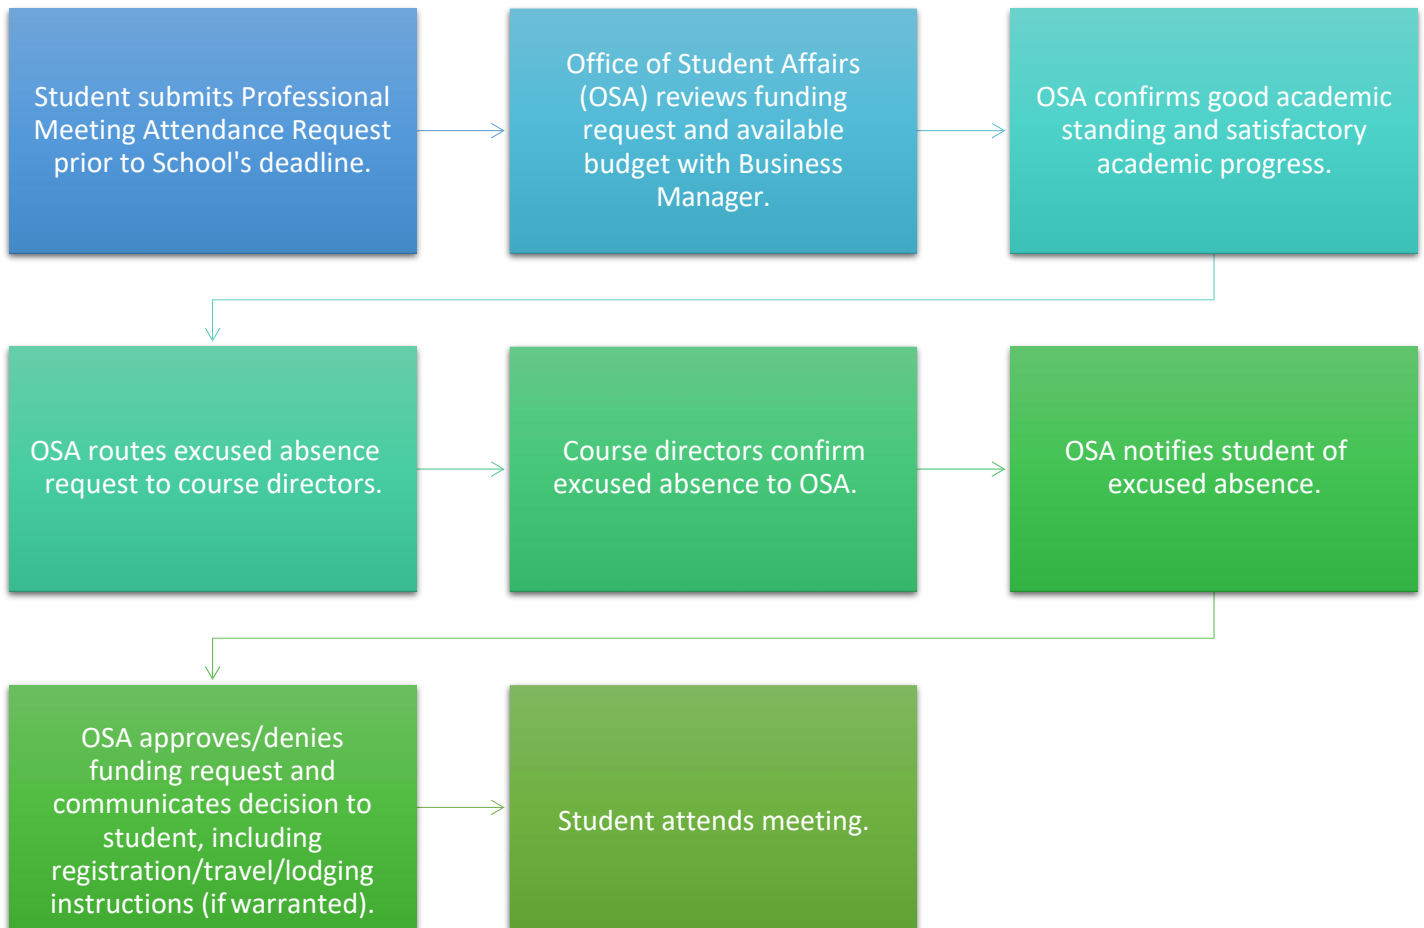 Student submits Professional
Meeting Attendance Request
prior to School's deadline.
Office of Student Affairs
(OSA) reviews funding
request and available
budget with Business
Manager.
OSA confirms good academic
standing and satisfactory
academic progress.
OSA routes excused absence
request to course directors.
Course directors confirm
excused absence to OSA.
OSA notifies student of
excused absence.
OSA approves/denies
funding request and
communicates decision to
student, including
registration/travel/lodging
instructions (if warranted).
Student attends meeting.